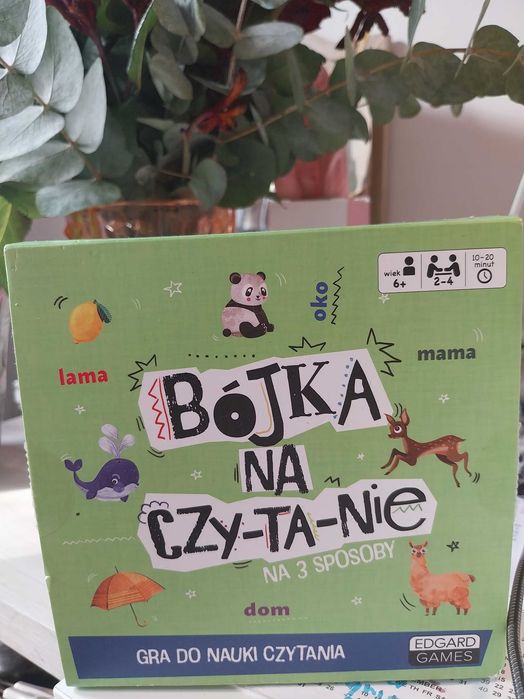 wiek
6+
2-4
10-20
minut
oko
lama
mama
BÓJKA
NA
CZY-TA-NIE
NA 3 SPOSOBY
dom
GRA DO NAUKI CZYTANIA
EDGARD
GAMES